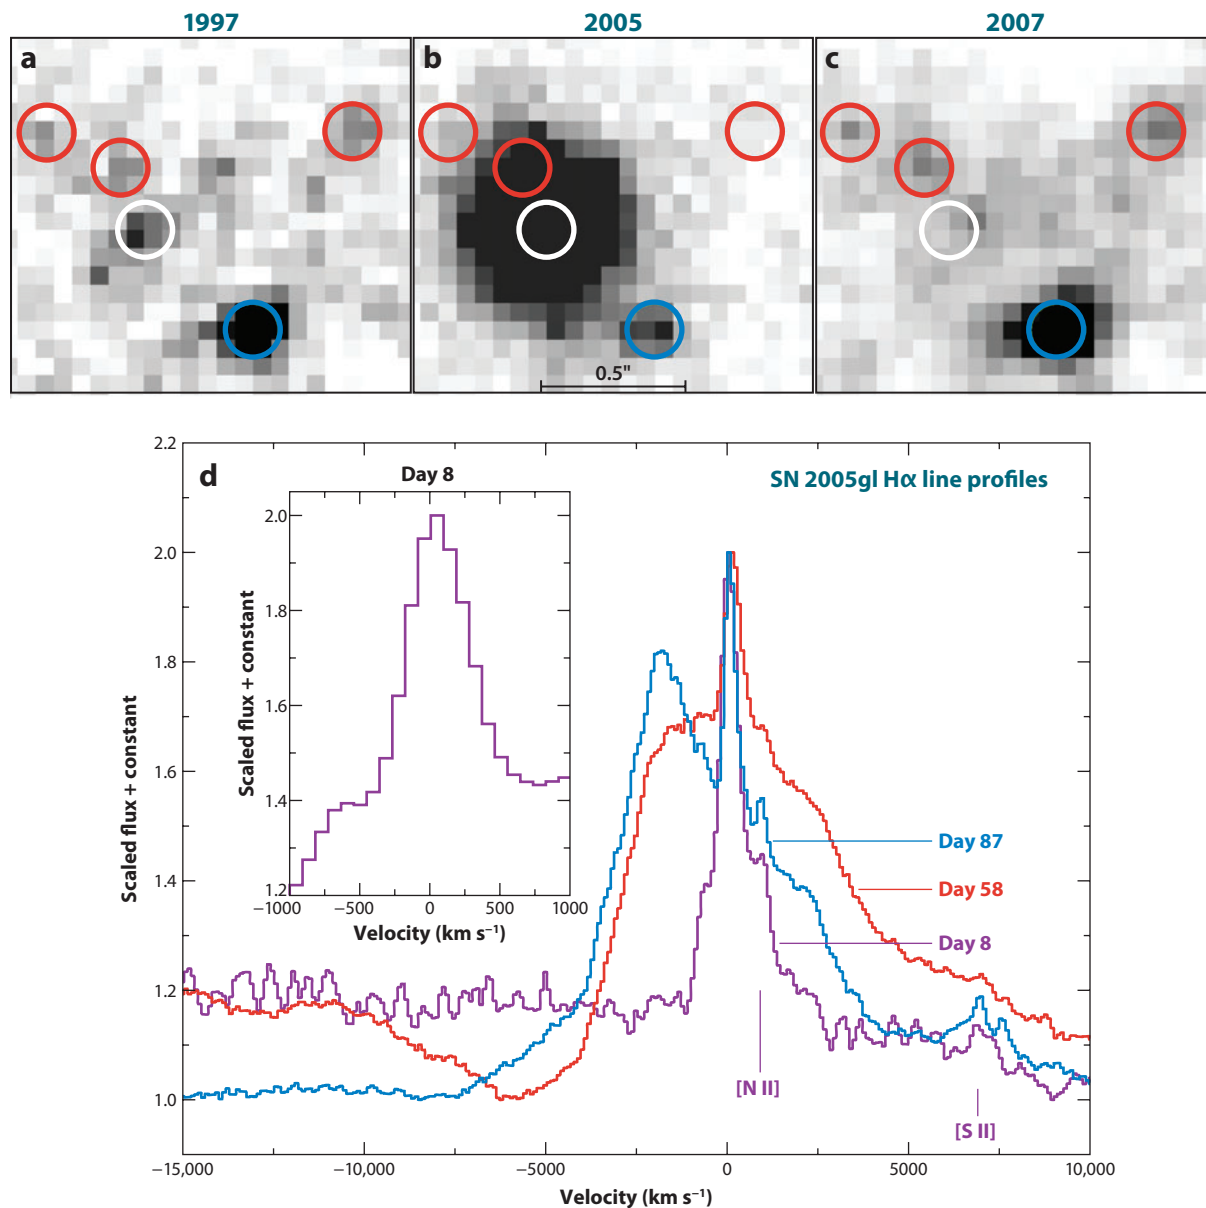 1997
2005
2007
a
b
c
0.5"
d
SN 2005gl Hα line profiles
Day 8
Scaled flux + constant
2.0
1.8
1.6
1.4
1.2
−1000
−500
0
500
1000
Velocity (km s⁻¹)
Scaled flux + constant
2.2
2.0
1.8
1.6
1.4
1.2
1.0
Day 87
Day 58
Day 8
[N II]
[S II]
−15,000
−10,000
−5000
0
5000
10,000
Velocity (km s⁻¹)